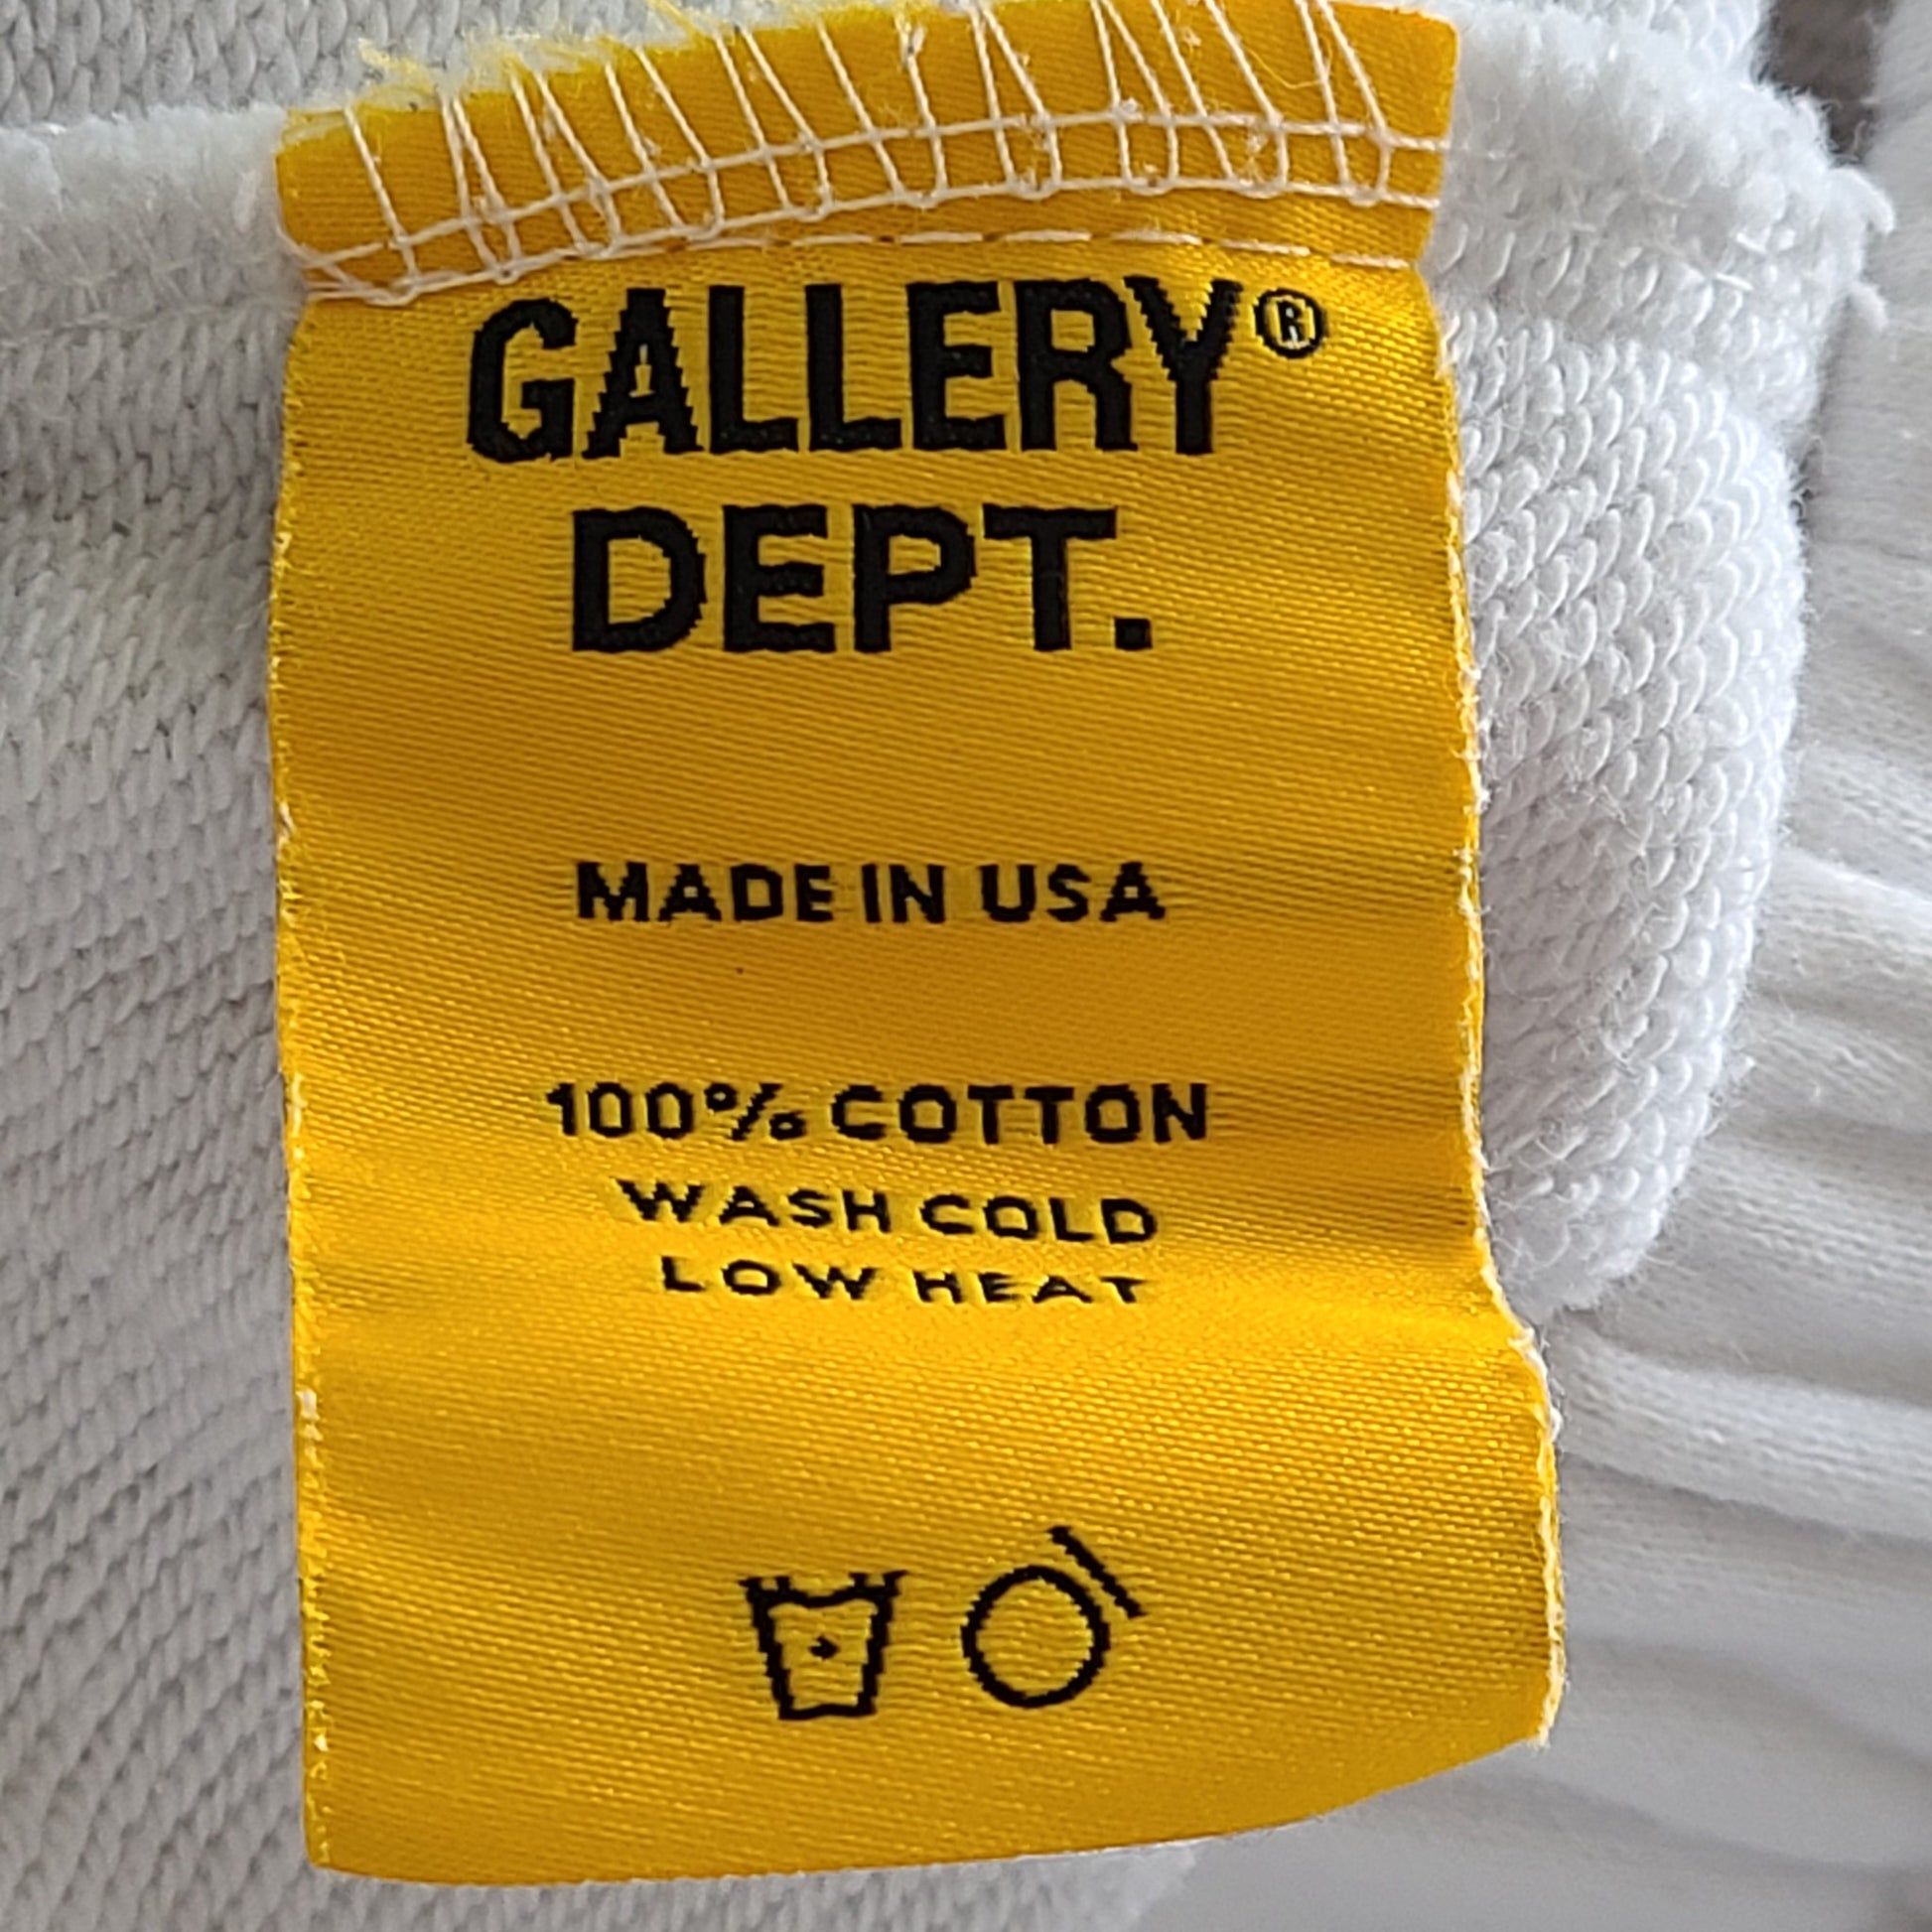 GALLERY®
DEPT.
MADE IN USA
100% COTTON
WASH COLD
LOW HEAT